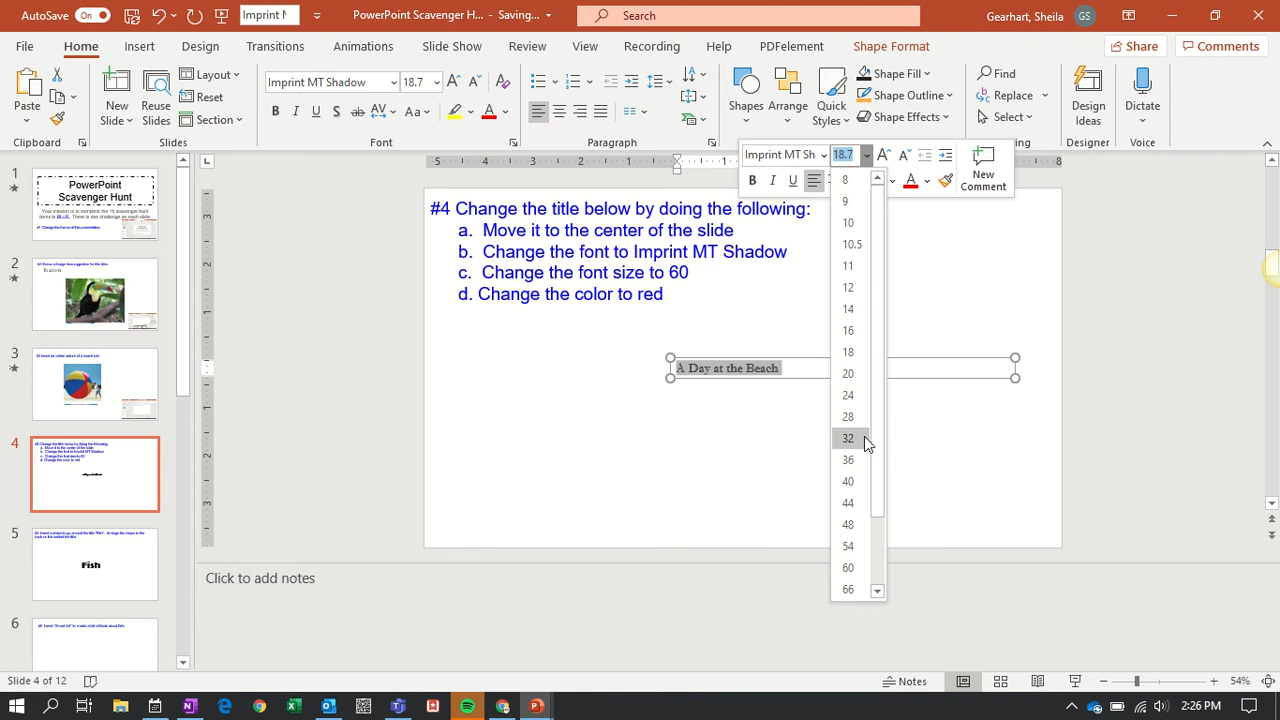 AutoSave On Imprint M PowerPoint Scavenger H... - Saving... Search Gearhart, Sheila GS
File Home Insert Design Transitions Animations Slide Show Review View Recording Help PDFelement Shape Format Share Comments
Paste
Clipboard
New Slide
Reuse Slides
Layout
Reset
Section
Slides
Imprint MT Shadow 18.7
B I U S ab AV Aa A
Font
Paragraph
Shapes
Arrange
Quick Styles
Shape Fill
Shape Outline
Shape Effects
Find
Replace
Select
Design Ideas
Designer
Dictate
Voice
Imprint MT Sh 18.7
B I U
New Comment
8
9
10
10.5
11
12
14
16
18
20
24
28
32
36
40
44
48
54
60
66
#4 Change the title below by doing the following:
a. Move it to the center of the slide
b. Change the font to Imprint MT Shadow
c. Change the font size to 60
d. Change the color to red
A Day at the Beach
1
PowerPoint
Scavenger Hunt
2
3
4
5
Fish
6
Click to add notes
Slide 4 of 12 Notes 54%
2:26 PM